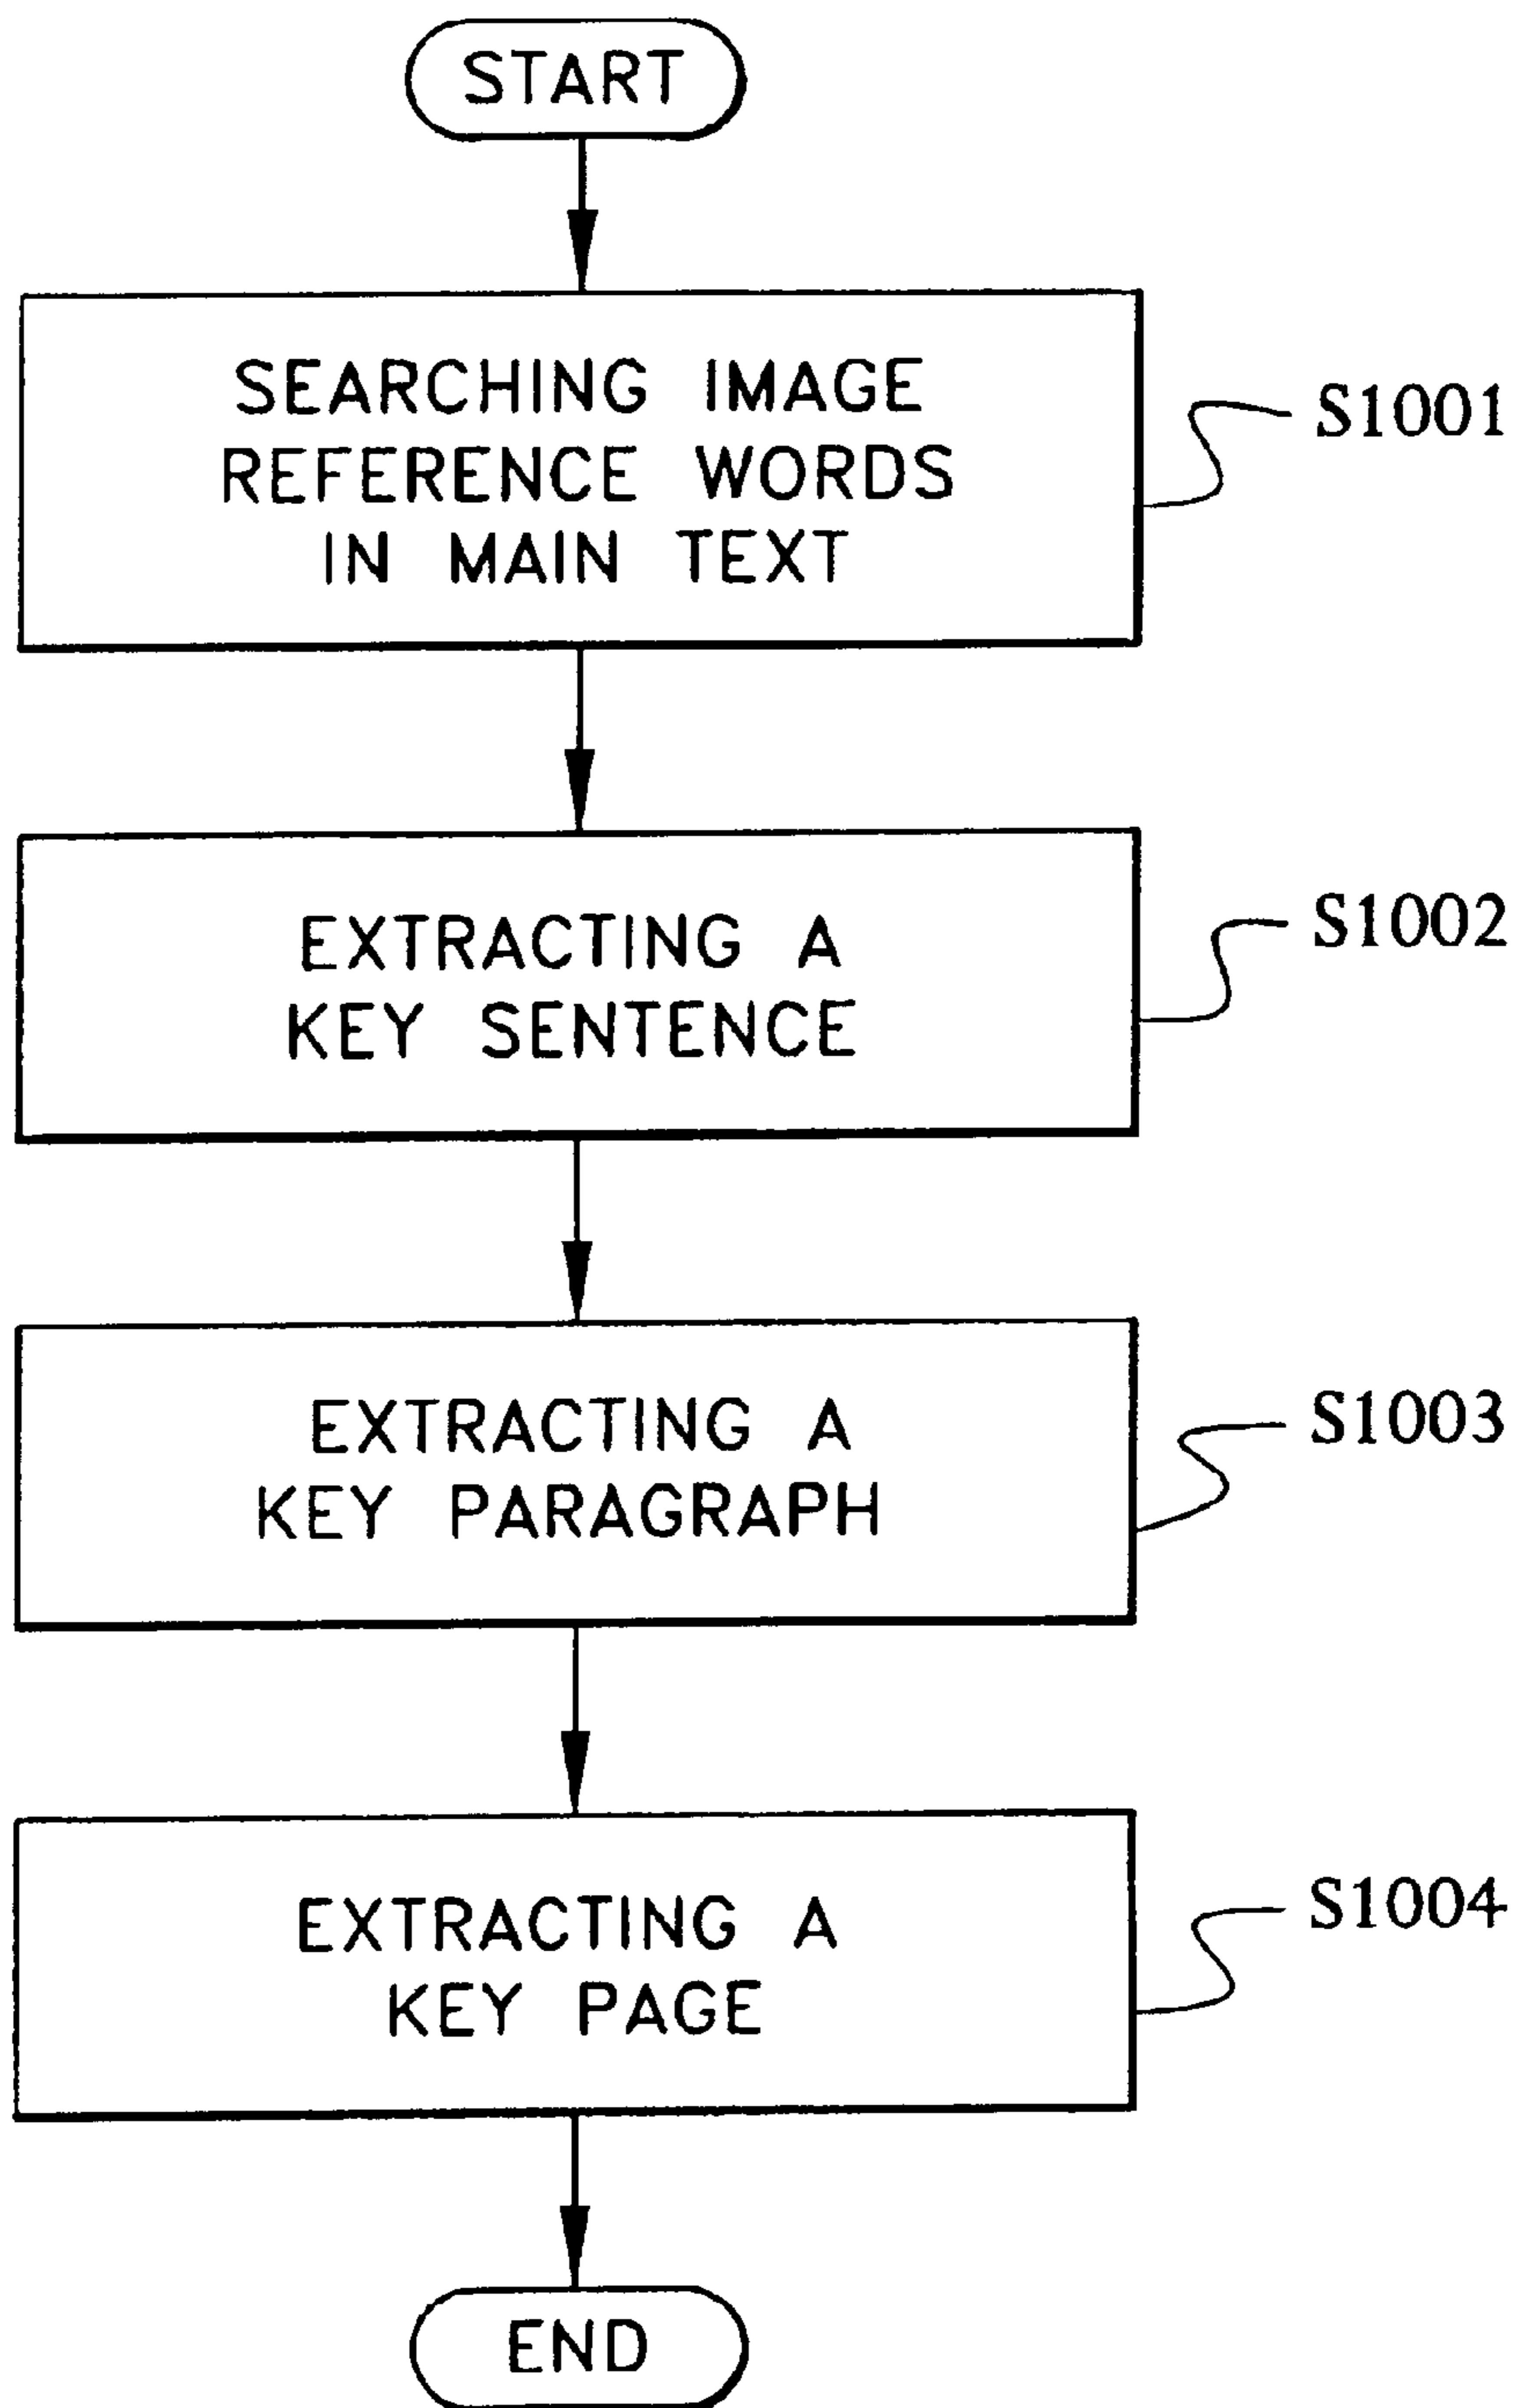 START
SEARCHING IMAGE
REFERENCE WORDS
IN MAIN TEXT
S1001
EXTRACTING A
KEY SENTENCE
S1002
EXTRACTING A
KEY PARAGRAPH
S1003
EXTRACTING A
KEY PAGE
S1004
END